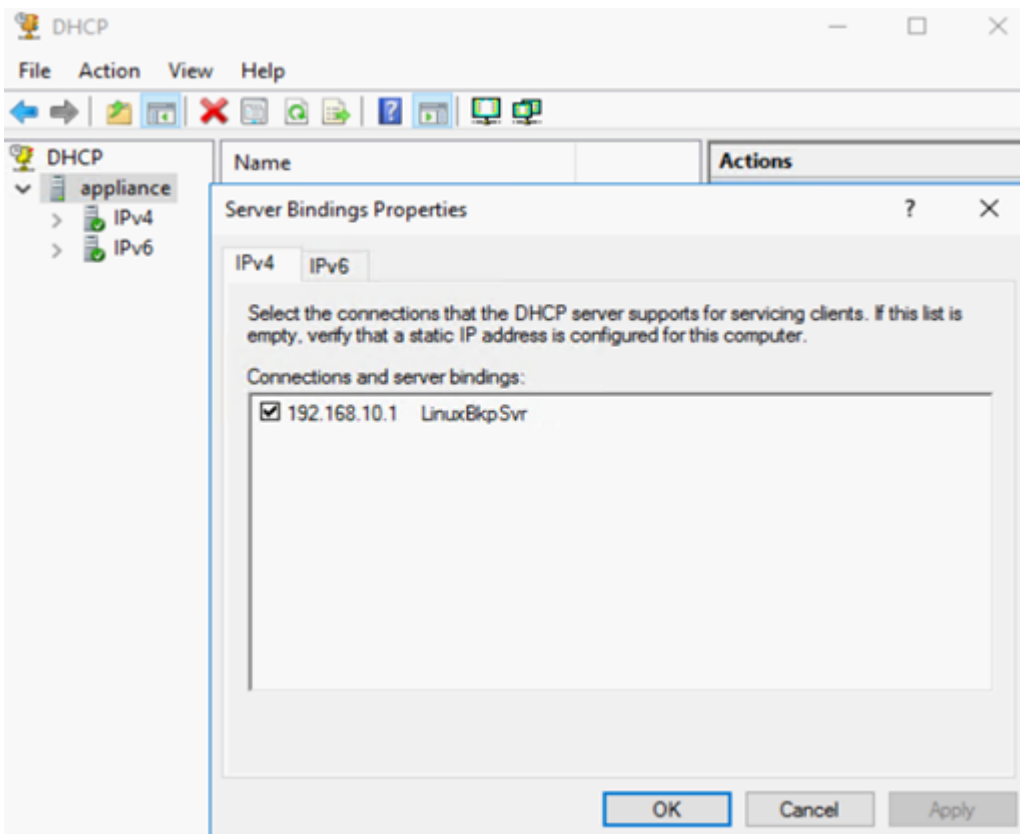 DHCP
File Action View Help
DHCP
appliance
IPv4
IPv6
Name
Actions
Server Bindings Properties
IPv4 IPv6
Select the connections that the DHCP server supports for servicing clients. If this list is
empty, verify that a static IP address is configured for this computer.
Connections and server bindings:
192.168.10.1 LinuxBkpSvr
OK Cancel Apply